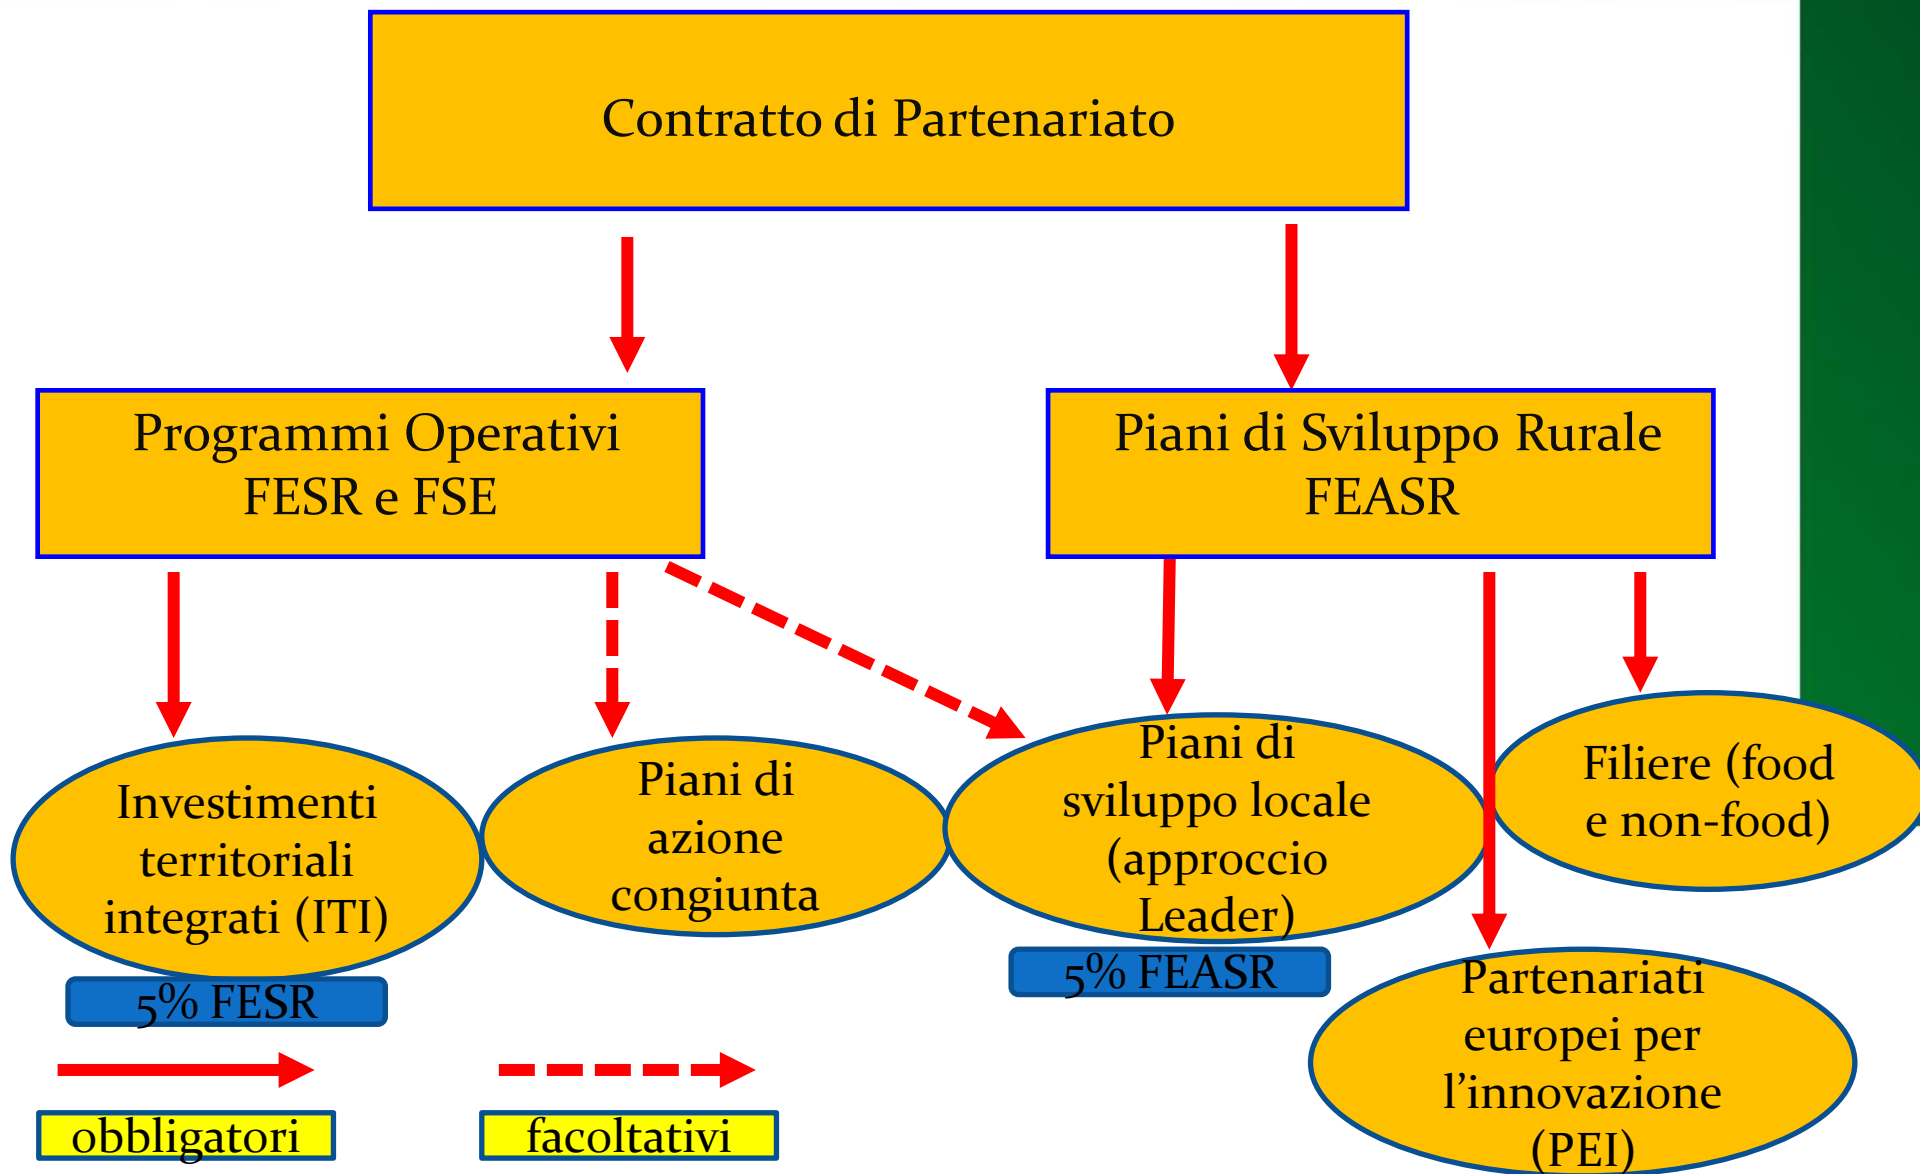 Contratto di Partenariato
Programmi Operativi
FESR e FSE
Piani di Sviluppo Rurale
FEASR
Investimenti
territoriali
integrati (ITI)
5% FESR
Piani di
azione
congiunta
Piani di
sviluppo locale
(approccio
Leader)
5% FEASR
Filiere (food
e non-food)
Partenariati
europei per
l’innovazione
(PEI)
obbligatori
facoltativi